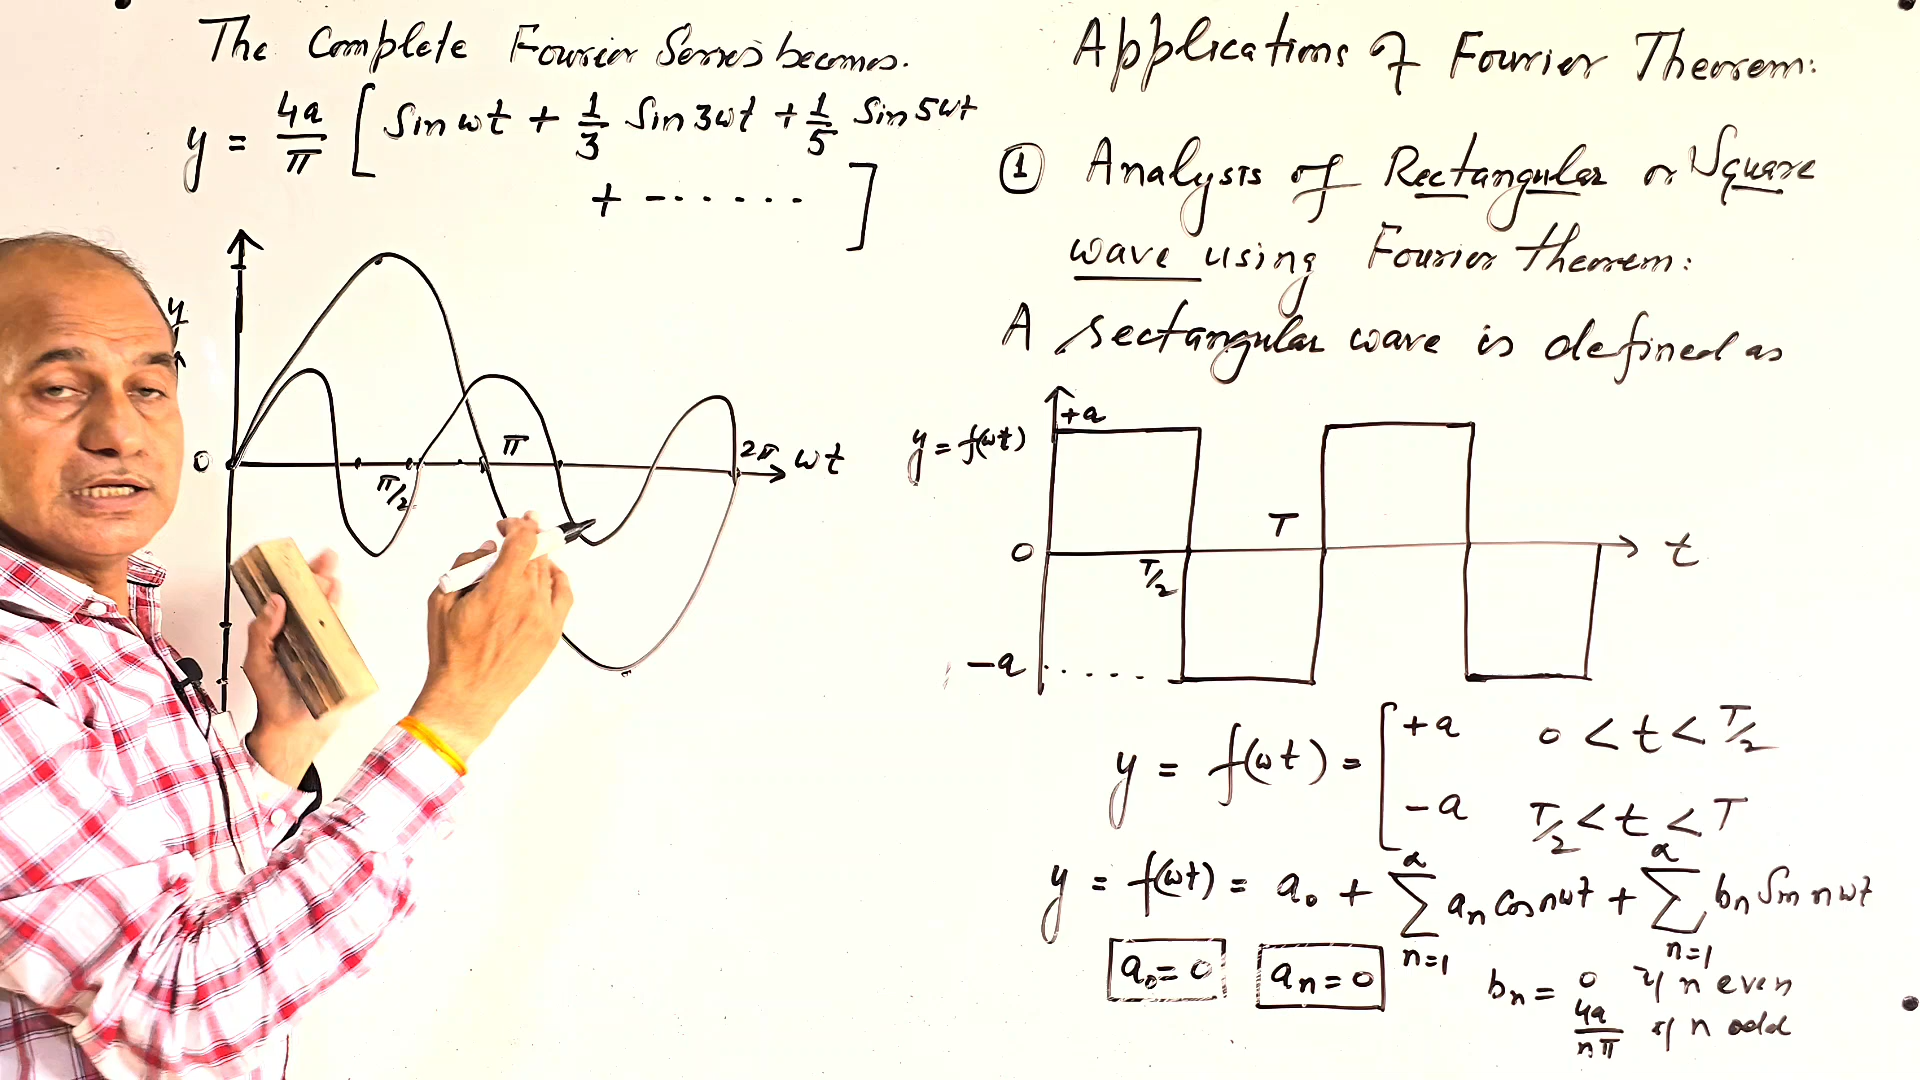 The Complete Fourier Series becomes.
y = 4a/π [ Sin ωt + 1/3 Sin 3ωt + 1/5 Sin 5ωt
+ -...... ]
y
0
π/2
π
2π
ωt
Applications of Fourier Theorem:
① Analysis of Rectangular or Square
wave using Fourier theorem:
A rectangular wave is defined as
+a
y = f(ωt)
0
T/2
T
t
-a
y = f(ωt) = [ +a 0 < t < T/2
-a T/2 < t < T
y = f(ωt) = a₀ + ∑ₙ₌₁^α aₙ Cos nωt + ∑ₙ₌₁^α bₙ Sin nωt
a₀ = 0
aₙ = 0
bₙ = 0 if n even
4a/nπ if n odd